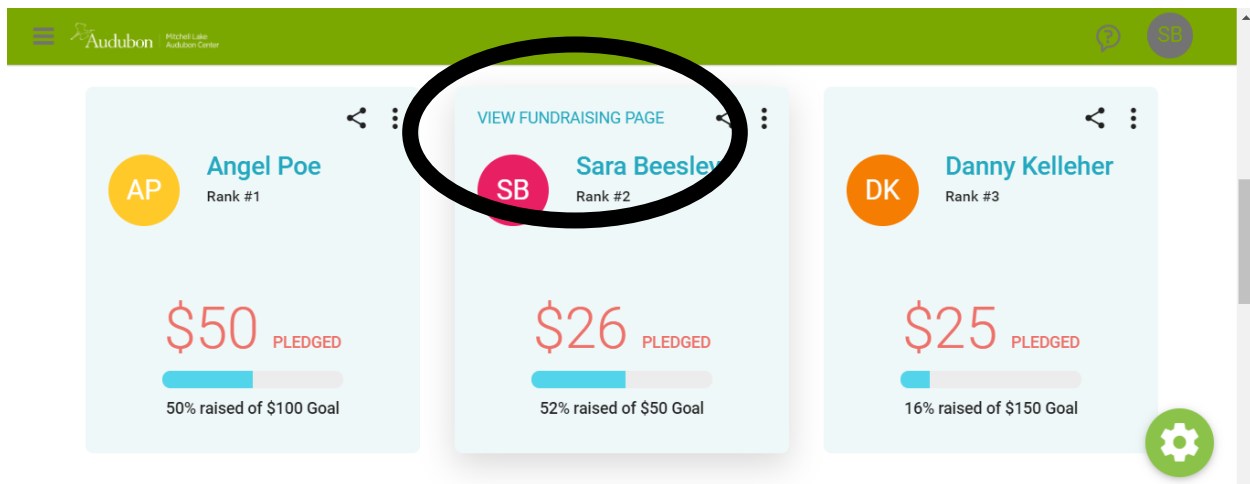 Audubon
Mitchell Lake
Audubon Center
?
SB
VIEW FUNDRAISING PAGE
AP
Angel Poe
Rank #1
SB
Sara Beesley
Rank #2
DK
Danny Kelleher
Rank #3
$50 PLEDGED
50% raised of $100 Goal
$26 PLEDGED
52% raised of $50 Goal
$25 PLEDGED
16% raised of $150 Goal